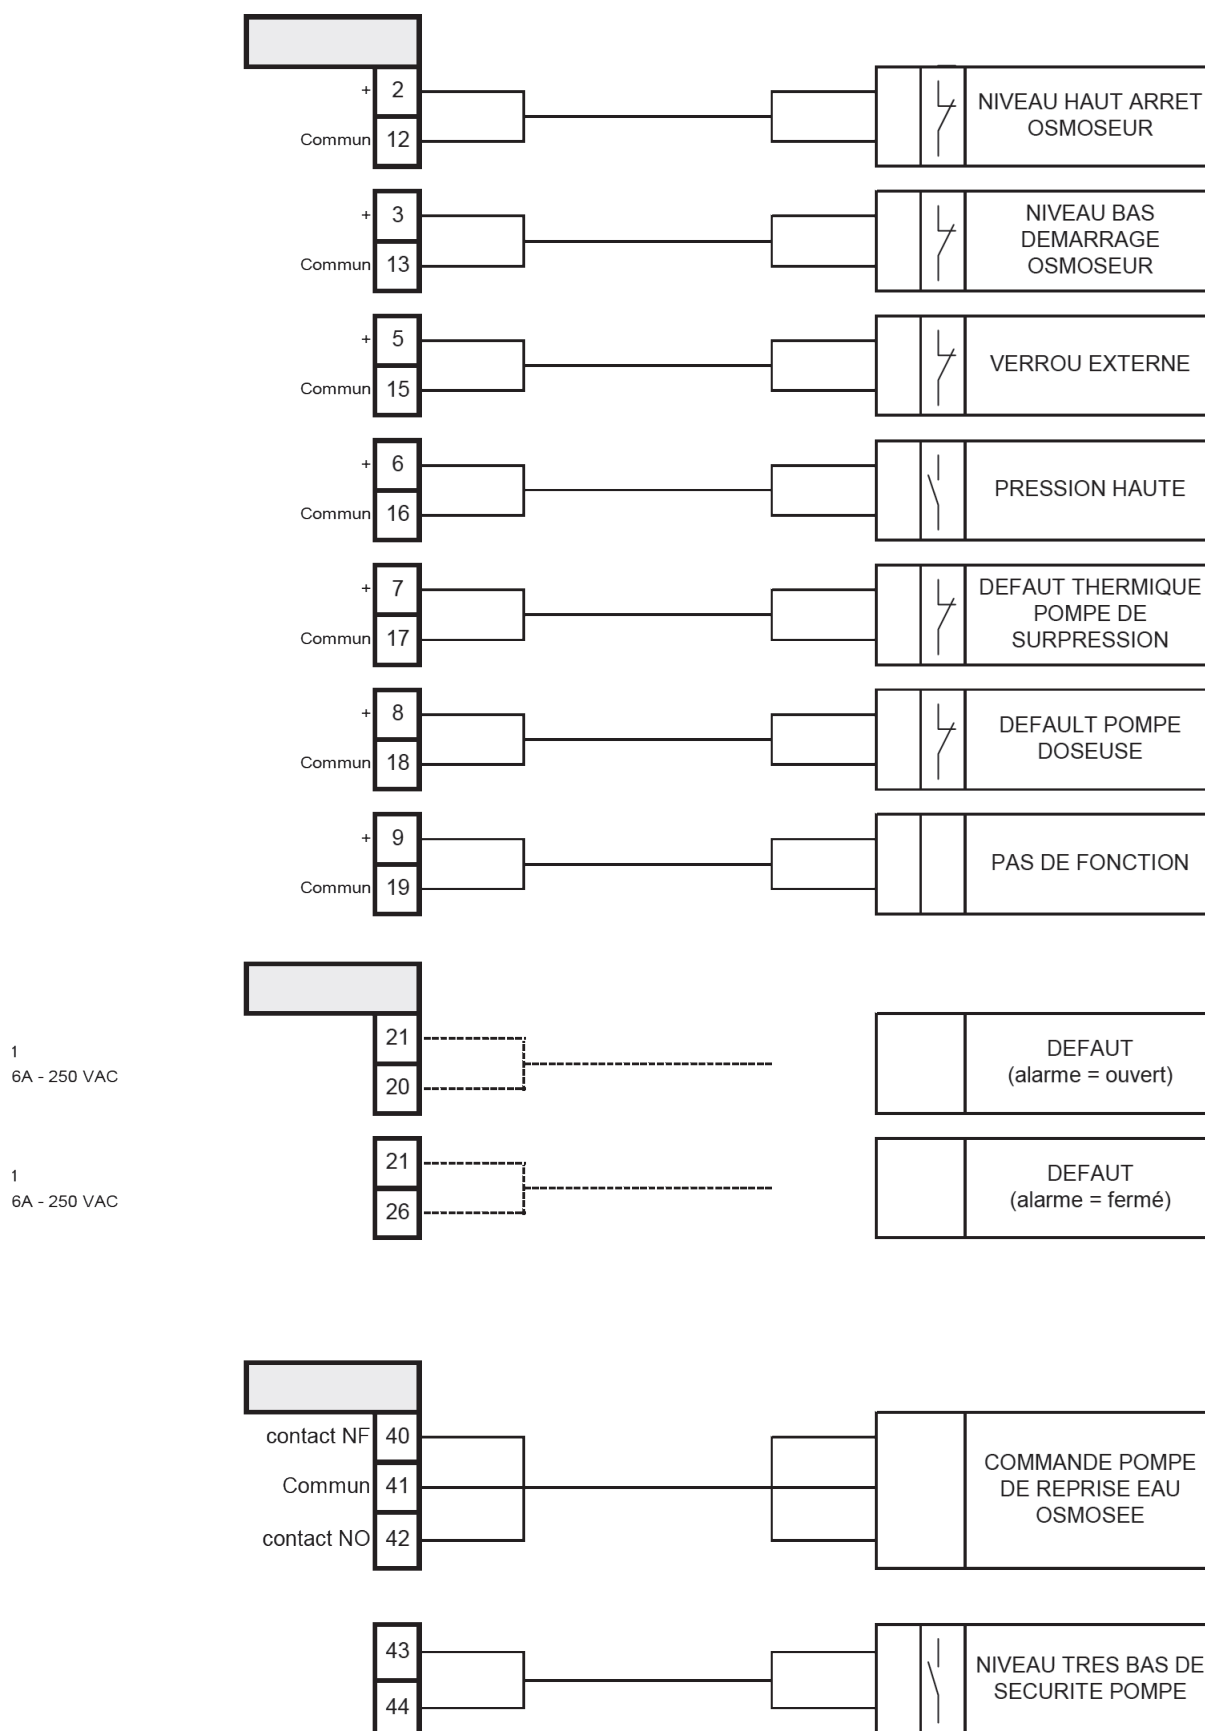 + 2
Commun 12
NIVEAU HAUT ARRET
OSMOSEUR
+ 3
Commun 13
NIVEAU BAS
DEMARRAGE
OSMOSEUR
+ 5
Commun 15
VERROU EXTERNE
+ 6
Commun 16
PRESSION HAUTE
+ 7
Commun 17
DEFAUT THERMIQUE
POMPE DE
SURPRESSION
+ 8
Commun 18
DEFAULT POMPE
DOSEUSE
+ 9
Commun 19
PAS DE FONCTION
1
6A - 250 VAC
21
20
DEFAUT
(alarme = ouvert)
1
6A - 250 VAC
21
26
DEFAUT
(alarme = fermé)
contact NF 40
Commun 41
contact NO 42
COMMANDE POMPE
DE REPRISE EAU
OSMOSEE
43
44
NIVEAU TRES BAS DE
SECURITE POMPE